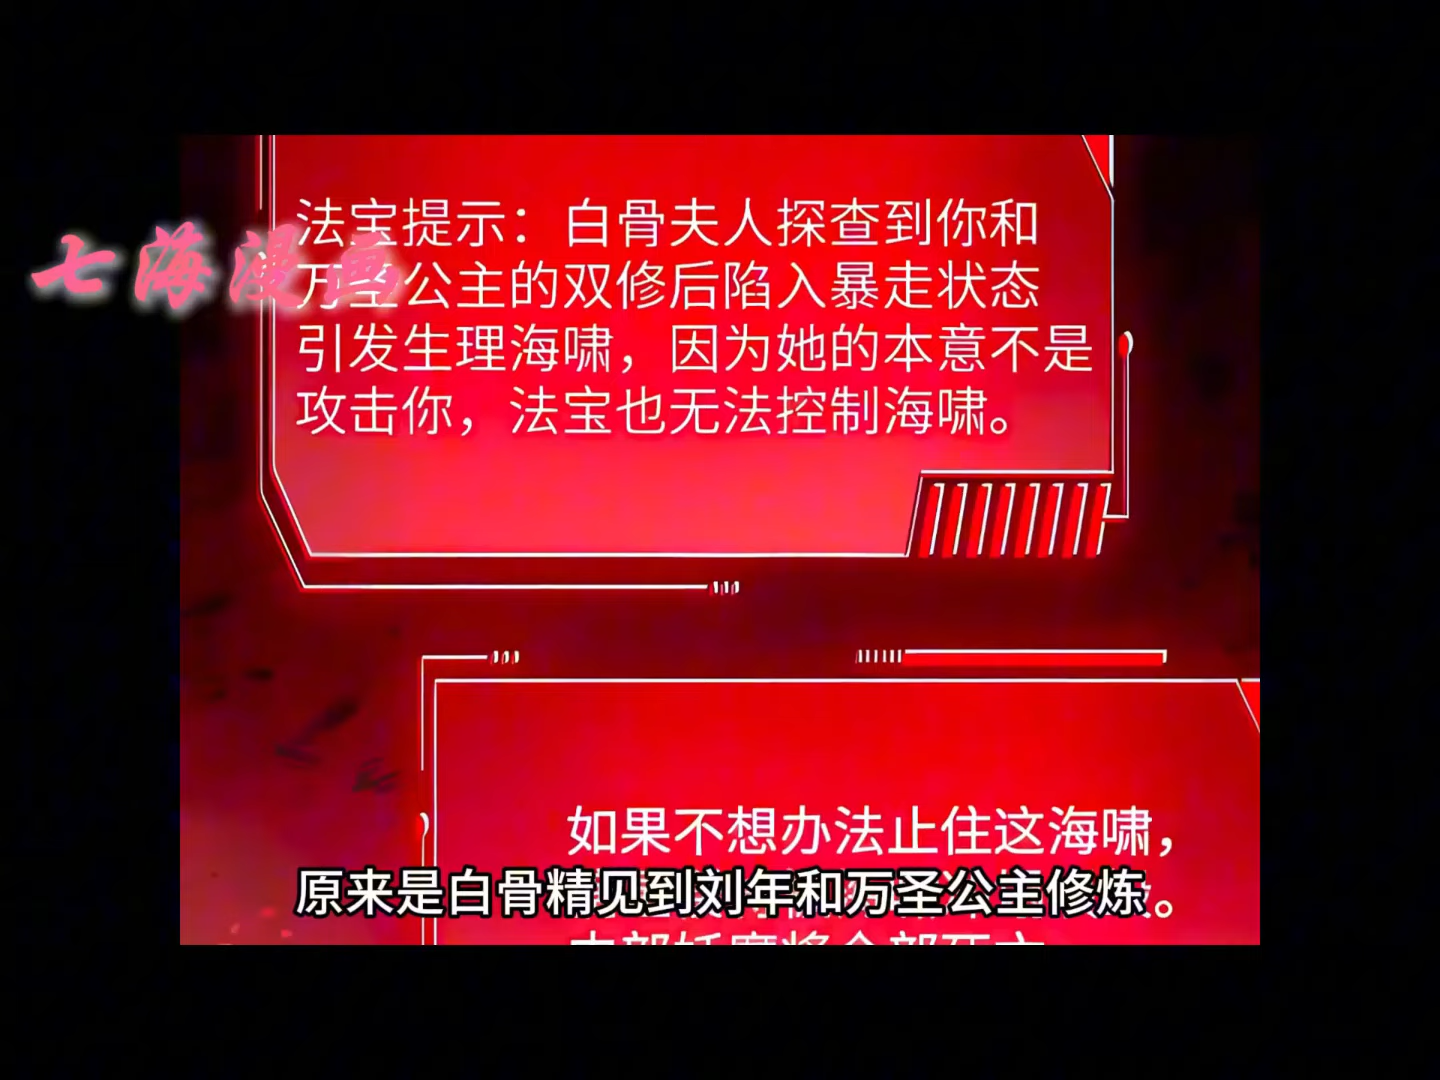 七海漫画
法宝提示：白骨夫人探查到你和
万圣公主的双修后陷入暴走状态
引发生理海啸，因为她的本意不是
攻击你，法宝也无法控制海啸。
如果不想办法止住这海啸，
原来是白骨精见到刘年和万圣公主修炼